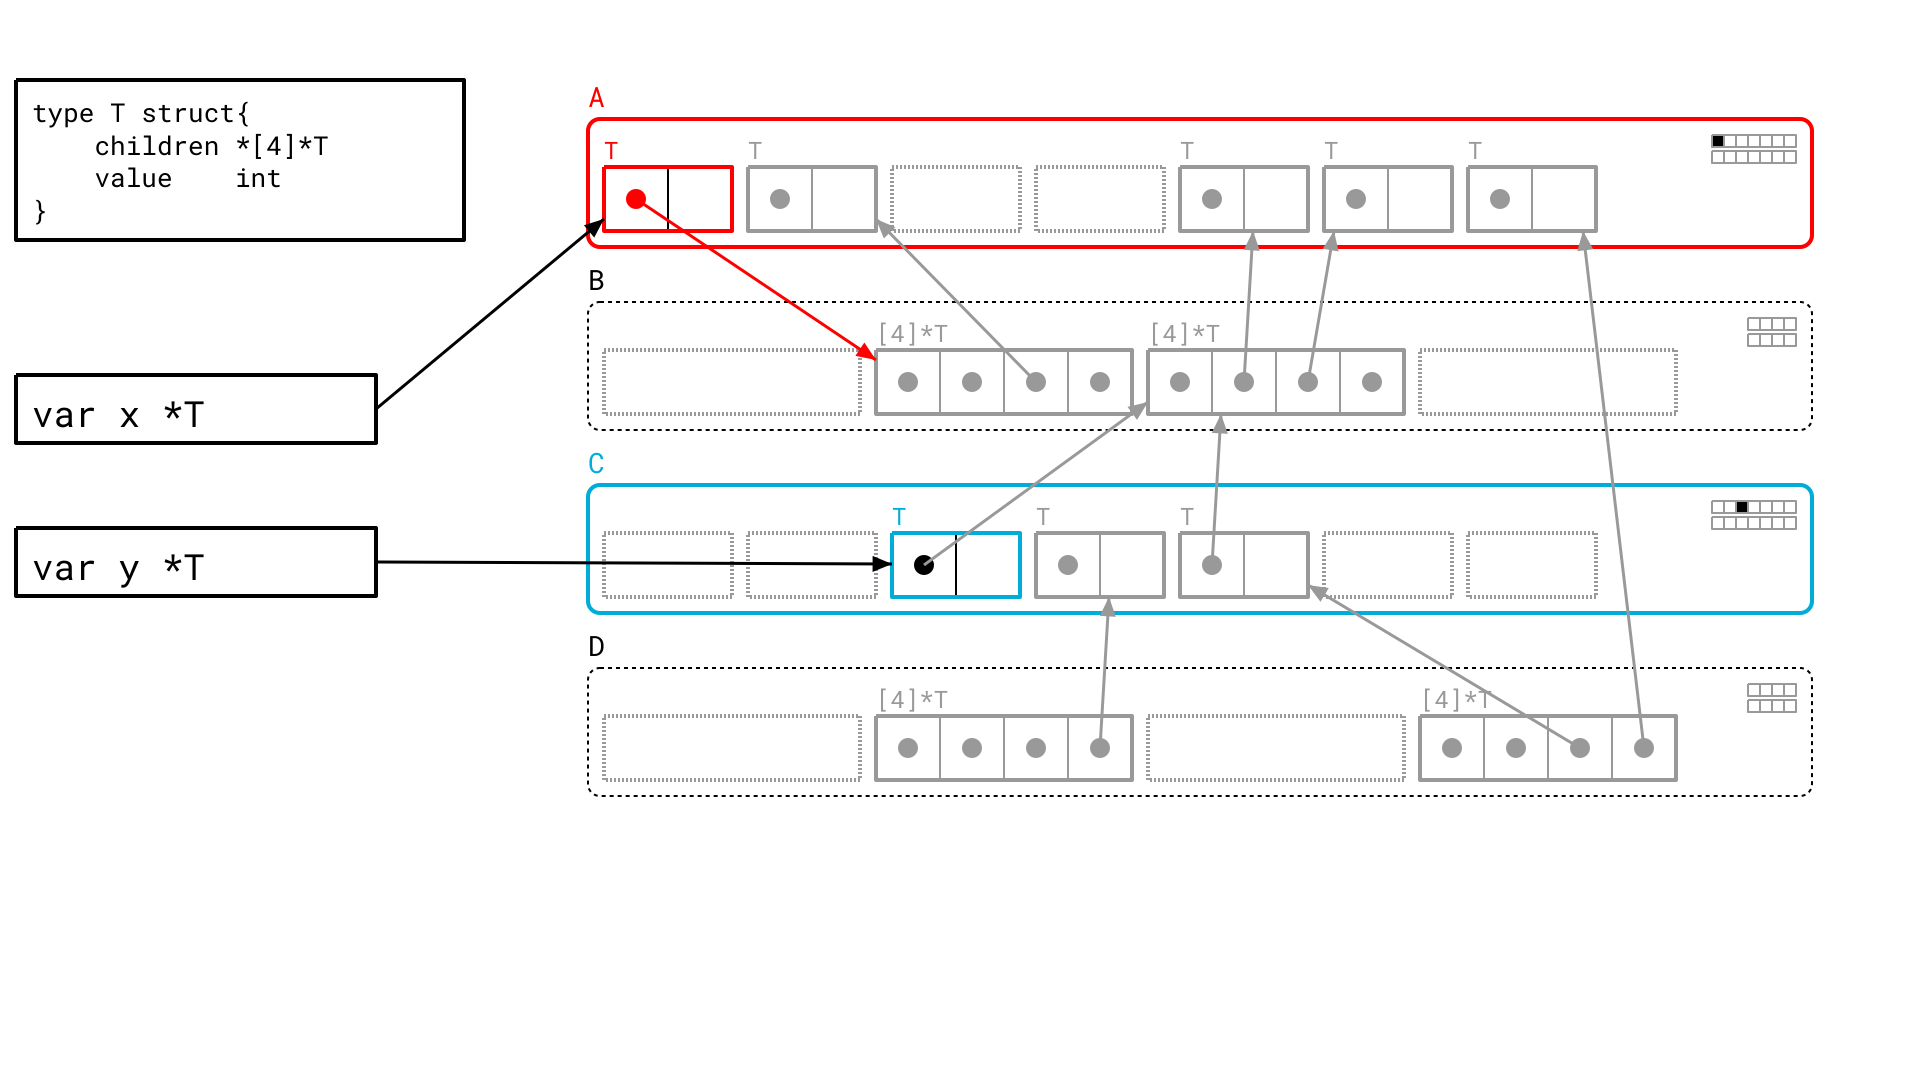 type T struct{
    children *[4]*T
    value    int
}
var x *T
var y *T
A
T T T T T
B
[4]*T [4]*T
C
T T T
D
[4]*T [4]*T